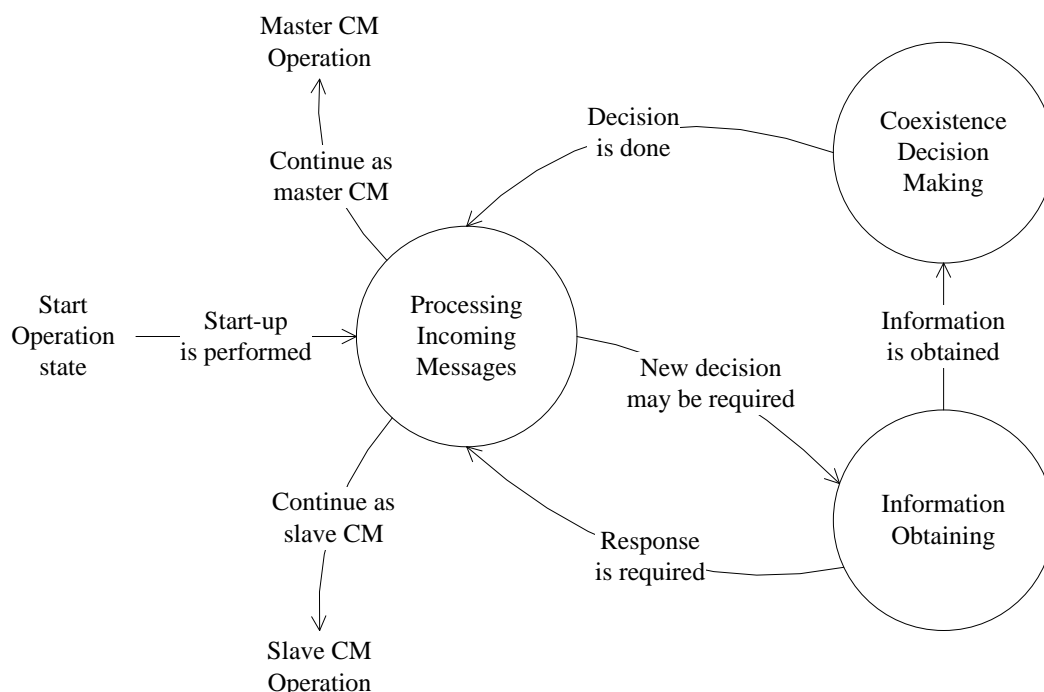 Master CM
Operation
Continue as
master CM
Decision
is done
Coexistence
Decision
Making
Start
Operation
state
Start-up
is performed
Processing
Incoming
Messages
New decision
may be required
Information
is obtained
Continue as
slave CM
Response
is required
Information
Obtaining
Slave CM
Operation